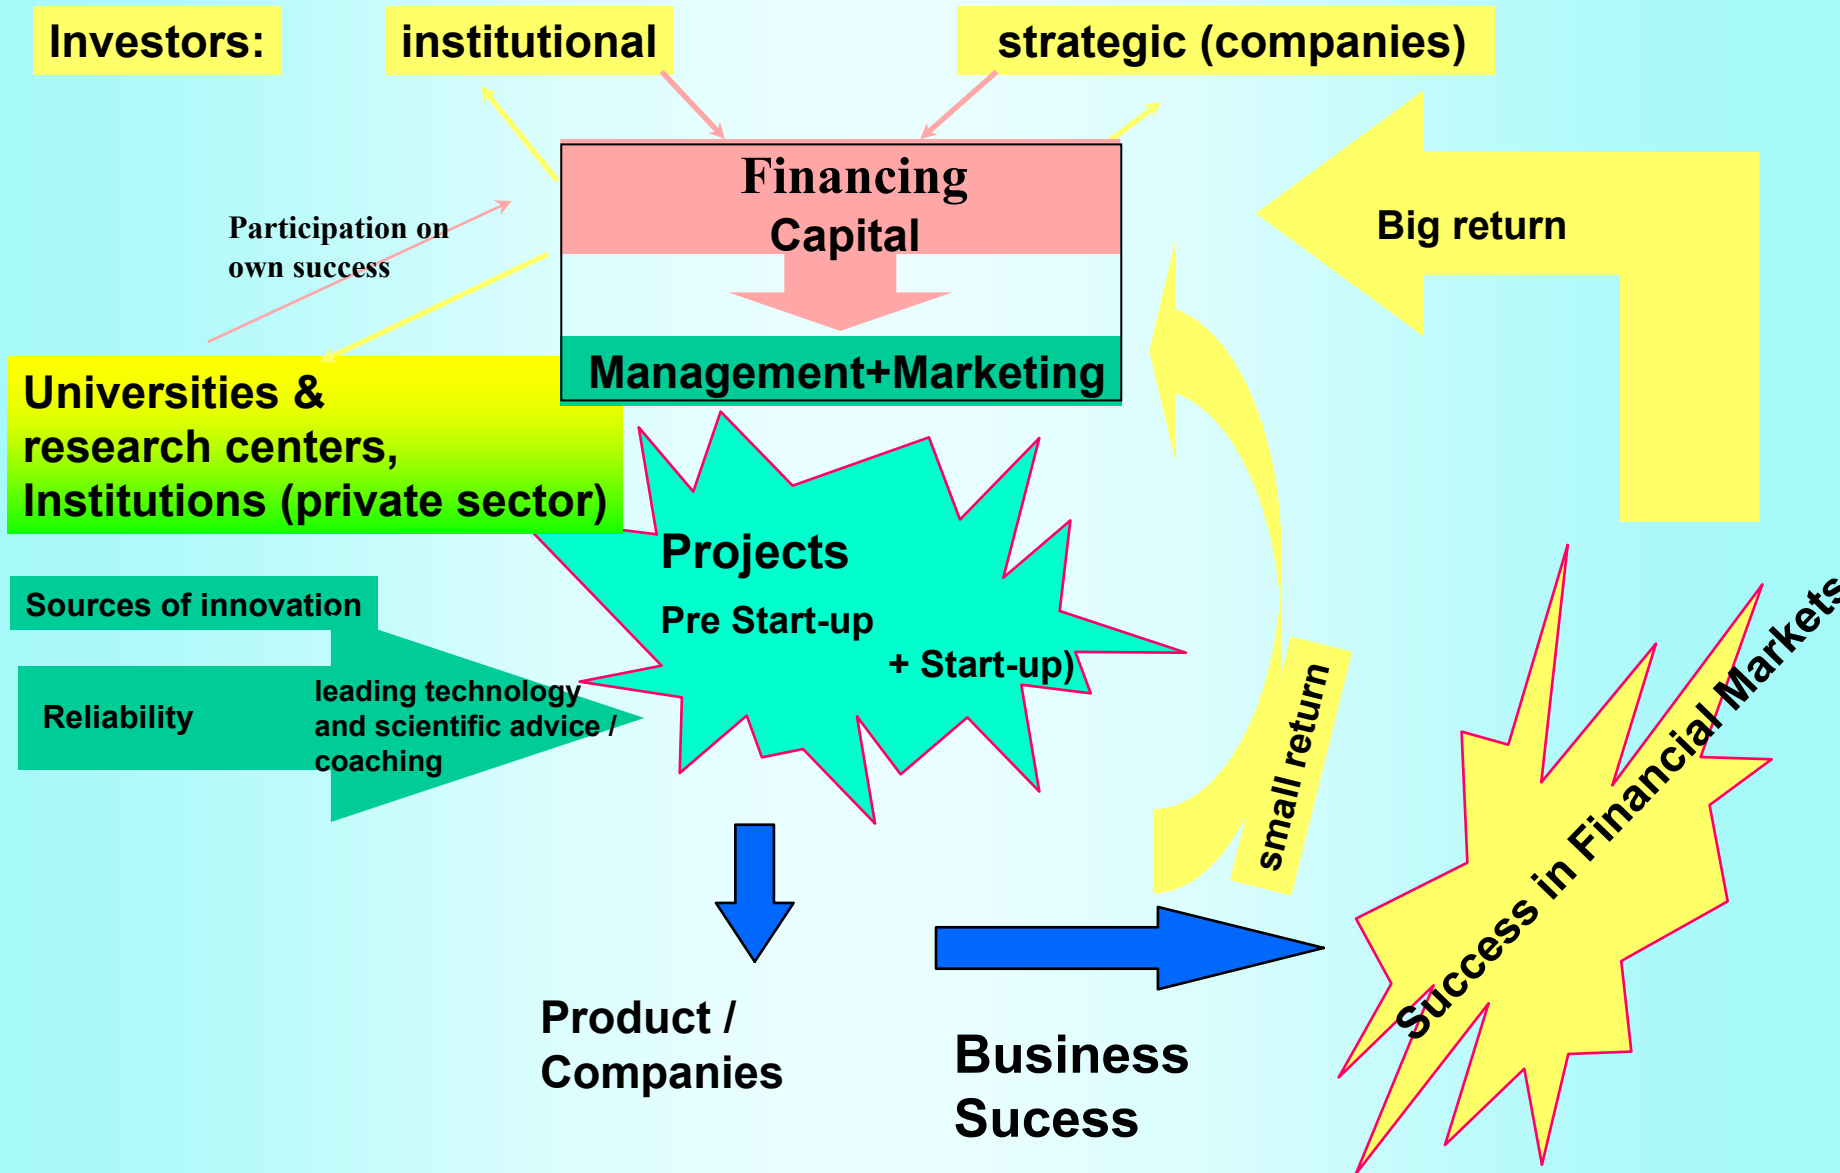 Investors:
institutional
strategic (companies)
Financing
Capital
Big return
Participation on
own success
Management+Marketing
Universities &
research centers,
Institutions (private sector)
Projects
Pre Start-up
+ Start-up)
Sources of innovation
Reliability
leading technology
and scientific advice /
coaching
small return
Success in Financial Markets
Product /
Companies
Business
Sucess